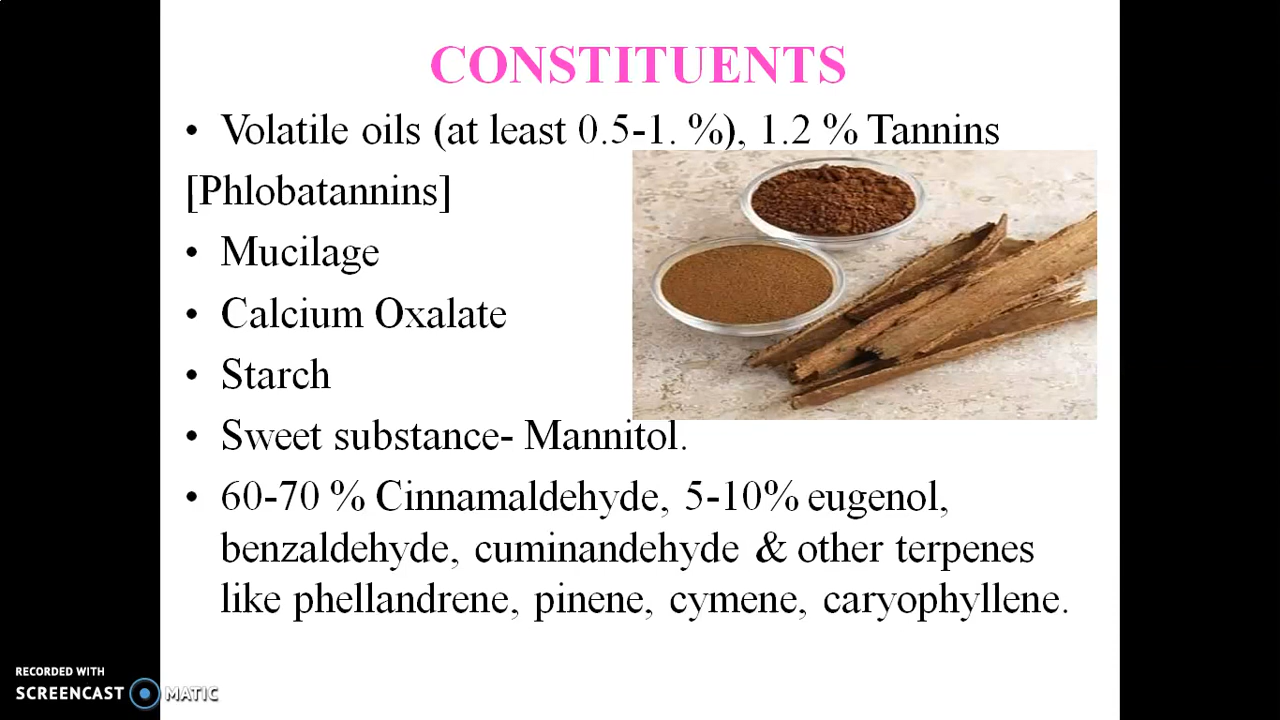 CONSTITUENTS
• Volatile oils (at least 0.5-1. %), 1.2 % Tannins
[Phlobatannins]
• Mucilage
• Calcium Oxalate
• Starch
• Sweet substance- Mannitol.
• 60-70 % Cinnamaldehyde, 5-10% eugenol,
benzaldehyde, cuminandehyde & other terpenes
like phellandrene, pinene, cymene, caryophyllene.
RECORDED WITH
SCREENCAST MATIC